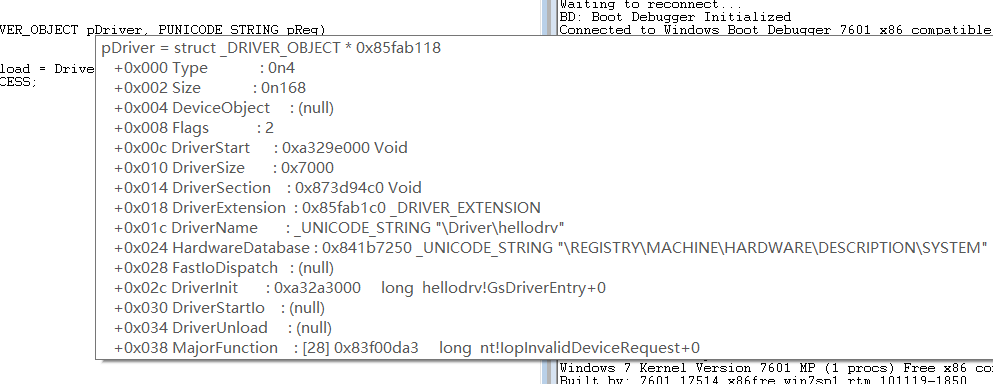 Waiting to reconnect...
BD: Boot Debugger Initialized
VER_OBJECT pDriver, PUNICODE STRING pReg)
Connected to Windows Boot Debugger 7601 x86 compatible
pDriver = struct _DRIVER_OBJECT * 0x85fab118
load = Drive
CESS;
+0x000 Type : 0n4
+0x002 Size : 0n168
+0x004 DeviceObject : (null)
+0x008 Flags : 2
+0x00c DriverStart : 0xa329e000 Void
+0x010 DriverSize : 0x7000
+0x014 DriverSection : 0x873d94c0 Void
+0x018 DriverExtension : 0x85fab1c0 _DRIVER_EXTENSION
+0x01c DriverName : _UNICODE_STRING "\Driver\hellodrv"
+0x024 HardwareDatabase : 0x841b7250 _UNICODE_STRING "\REGISTRY\MACHINE\HARDWARE\DESCRIPTION\SYSTEM"
+0x028 FastIoDispatch : (null)
+0x02c DriverInit : 0xa32a3000 long hellodrv!GsDriverEntry+0
+0x030 DriverStartIo : (null)
+0x034 DriverUnload : (null)
+0x038 MajorFunction : [28] 0x83f00da3 long nt!IopInvalidDeviceRequest+0
Windows 7 Kernel Version 7601 MP (1 procs) Free x86 co
Built by: 7601.17514.x86fre.win7sp1_rtm.101119-1850